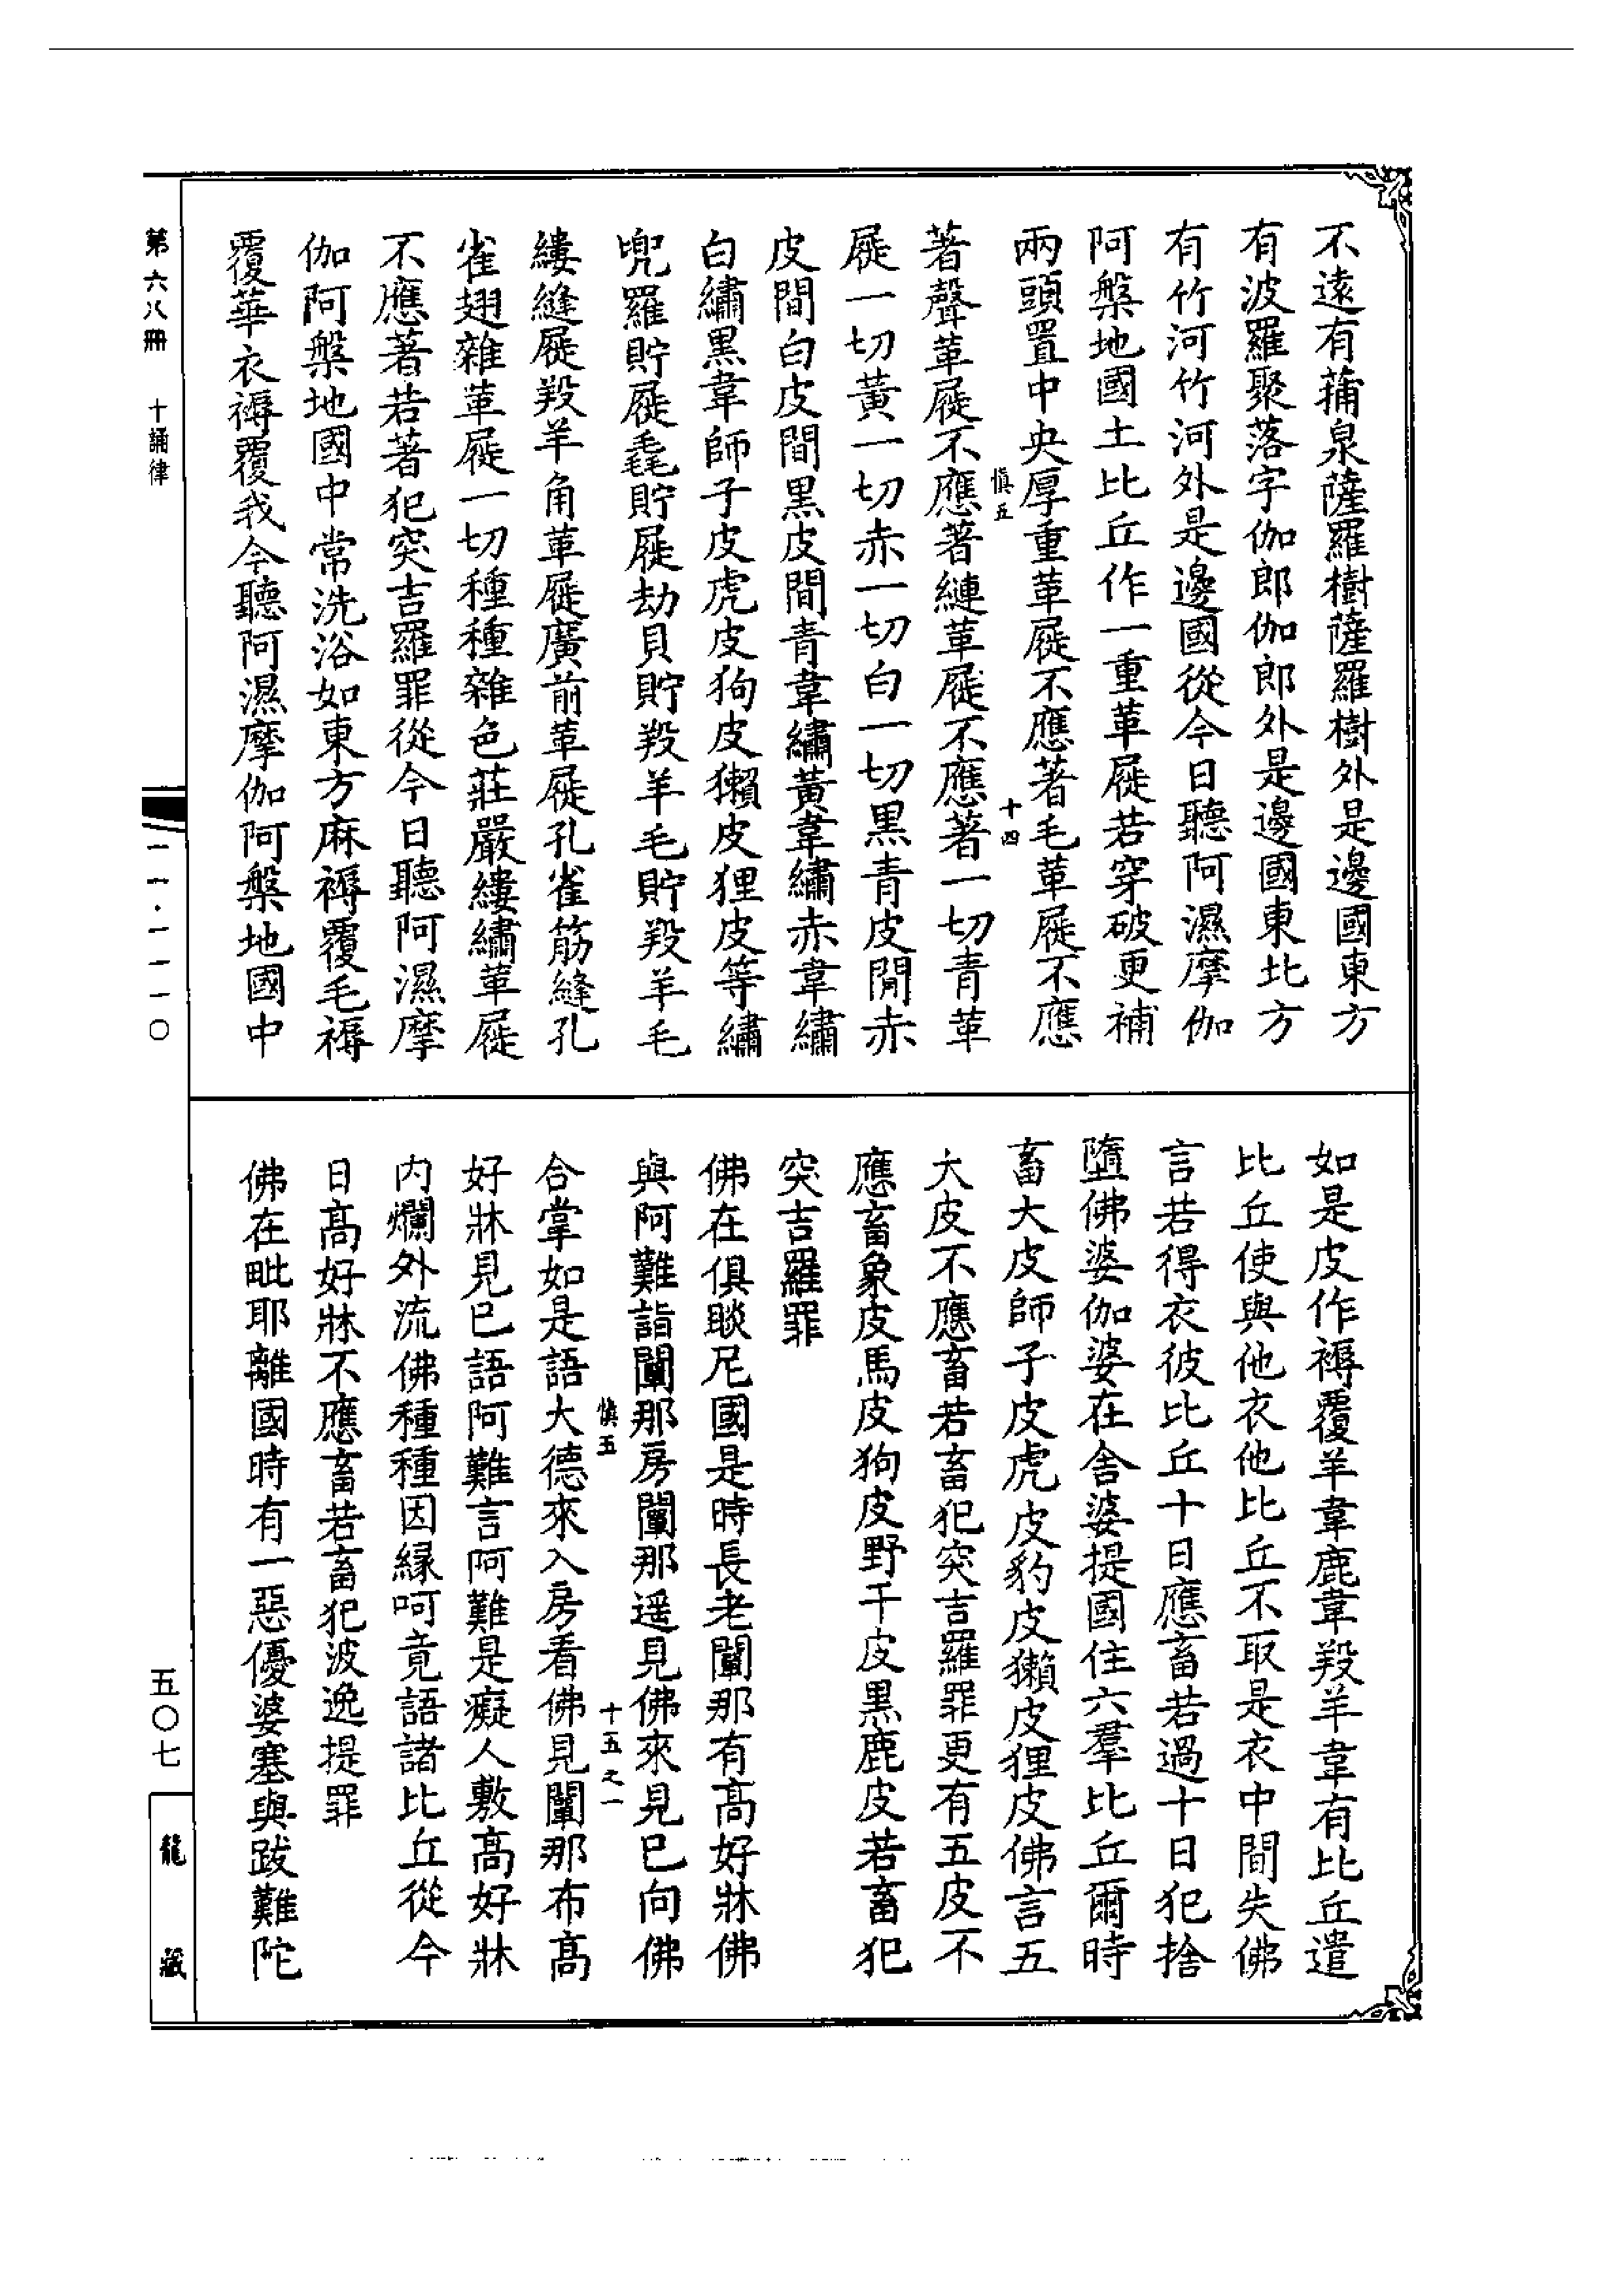 不遠有蒱泉薩羅樹薩羅樹外是邊國東方
有波羅聚落字伽郎伽郎外是邊國東北方
有竹河竹河外是邊國從今日聽阿濕摩伽
阿槃地國土比丘作一重革屣若穿破更補
兩頭置中央厚重革屣不應著毛革屣不應
慎五
十四
著聲革屣不應著縺革屣不應著一切青革
屣一切黃一切赤一切白一切黑青皮間赤
皮間白皮間黑皮間青韋繡黃韋繡赤韋繡
白繡黑韋師子皮虎皮狗皮獺皮狸皮等繡
兜羅貯屣毳貯屣劫貝貯羖羊毛貯羖羊毛
縷縫屣羖羊角革屣廣前革屣孔雀筋縫孔
雀翅雜革屣一切種種雜色莊嚴縷繡革屣
不應著若著犯突吉羅罪從今日聽阿濕摩
伽阿槃地國中常洗浴如東方麻褥覆毛褥
覆華衣褥覆我今聽阿濕摩伽阿槃地國中
如是皮作褥覆羊韋鹿韋羖羊韋有比丘遣
比丘使與他衣他比丘不取是衣中間失佛
言若得衣彼比丘十日應畜若過十日犯捨
墮佛婆伽婆在舍婆提國住六羣比丘爾時
畜大皮師子皮虎皮豹皮獺皮狸皮佛言五
大皮不應畜若畜犯突吉羅罪更有五皮不
應畜象皮馬皮狗皮野干皮黑鹿皮若畜犯
突吉羅罪
佛在俱睒尼國是時長老闡那有高好牀佛
與阿難詣闡那房闡那遥見佛來見已向佛
慎五
十五之一
合掌如是語大德來入房看佛見闡那布高
好牀見已語阿難言阿難是癡人敷高好牀
内爛外流佛種種因緣呵竟語諸比丘從今
日高好牀不應畜若畜犯波逸提罪
佛在毗耶離國時有一惡優婆塞與跋難陀
第六八冊 十誦律
一一·一一一〇
五〇七
龍藏